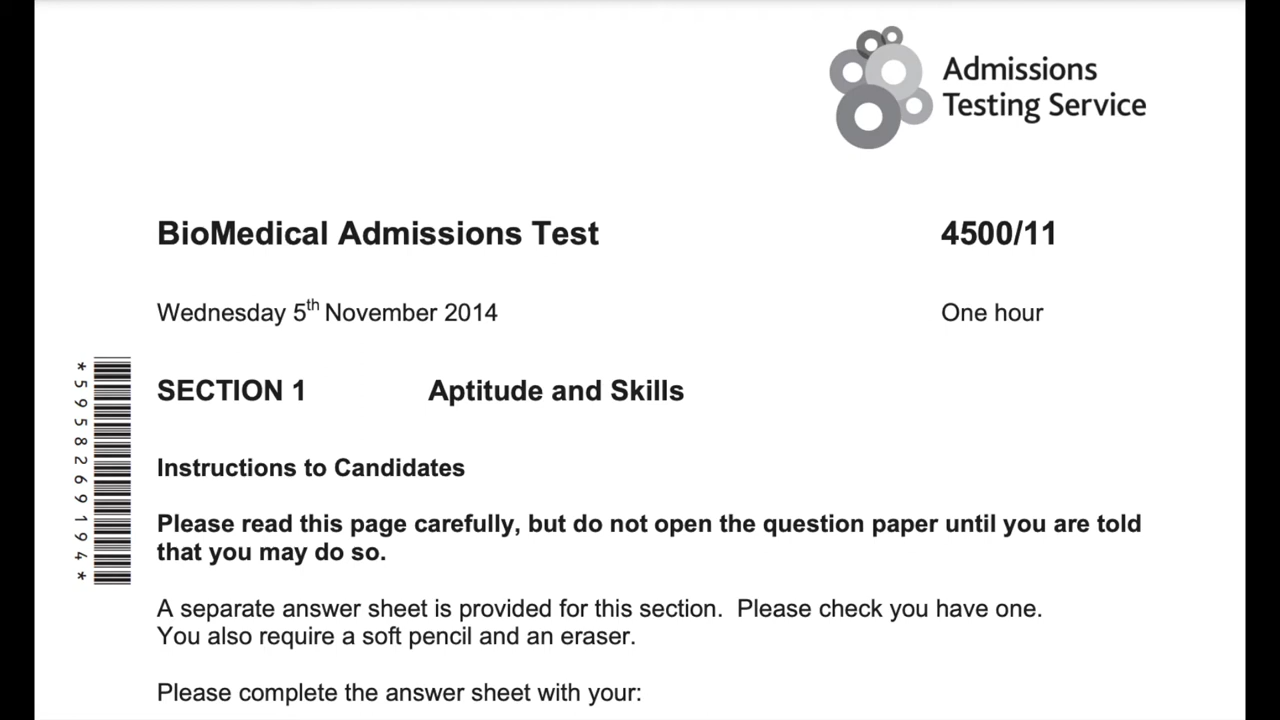 Admissions
Testing Service
BioMedical Admissions Test 4500/11
Wednesday 5th November 2014 One hour
SECTION 1 Aptitude and Skills
Instructions to Candidates
Please read this page carefully, but do not open the question paper until you are told
that you may do so.
A separate answer sheet is provided for this section. Please check you have one.
You also require a soft pencil and an eraser.
Please complete the answer sheet with your:
*5958269194*